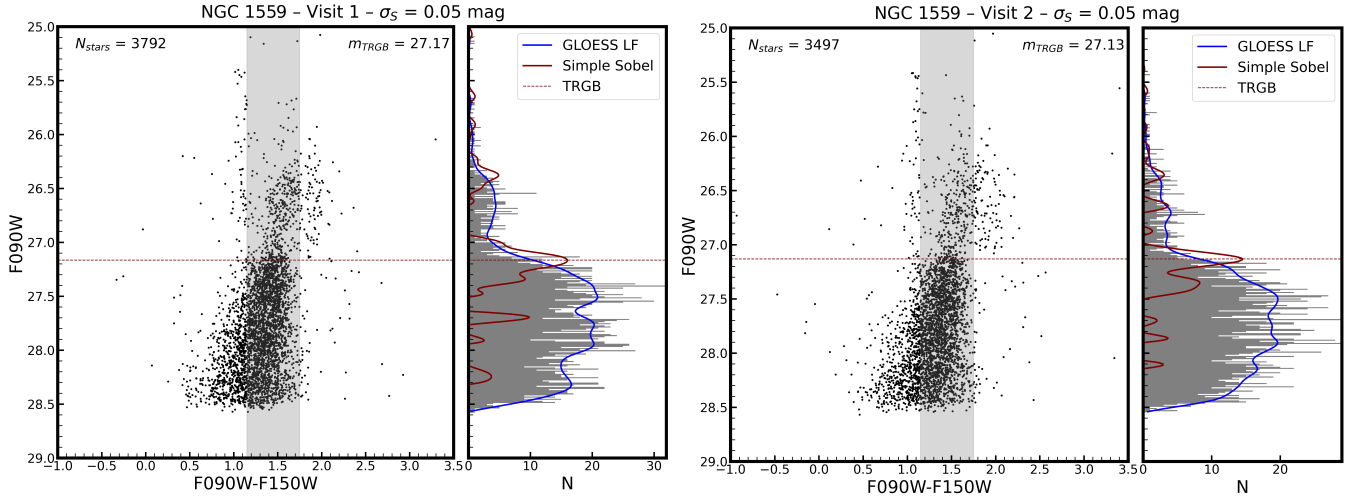 NGC 1559 – Visit 1 – σS = 0.05 mag
Nstars = 3792
mTRGB = 27.17
GLOESS LF
Simple Sobel
TRGB
F090W
25.0
25.5
26.0
26.5
27.0
27.5
28.0
28.5
29.0
-1.0 −0.5 0.0 0.5 1.0 1.5 2.0 2.5 3.0 3.5
F090W-F150W
0 10 20 30
N
NGC 1559 – Visit 2 – σS = 0.05 mag
Nstars = 3497
mTRGB = 27.13
GLOESS LF
Simple Sobel
TRGB
F090W
25.0
25.5
26.0
26.5
27.0
27.5
28.0
28.5
29.0
−1.0 −0.5 0.0 0.5 1.0 1.5 2.0 2.5 3.0 3.5
F090W-F150W
0 10 20
N